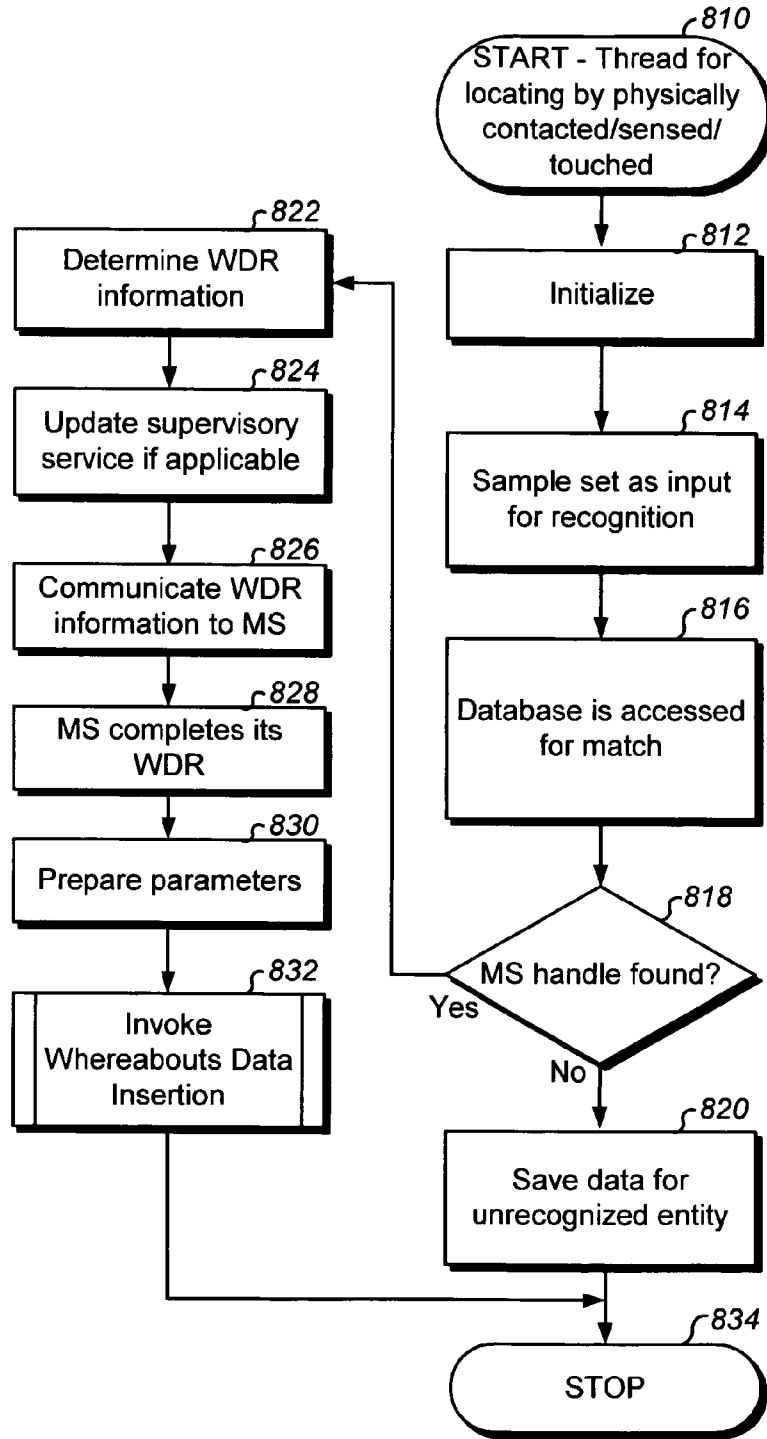 810
START - Thread for
locating by physically
contacted/sensed/
touched
812
Initialize
814
Sample set as input
for recognition
816
Database is accessed
for match
818
MS handle found?
Yes
No
820
Save data for
unrecognized entity
822
Determine WDR
information
824
Update supervisory
service if applicable
826
Communicate WDR
information to MS
828
MS completes its
WDR
830
Prepare parameters
832
Invoke
Whereabouts Data
Insertion
834
STOP